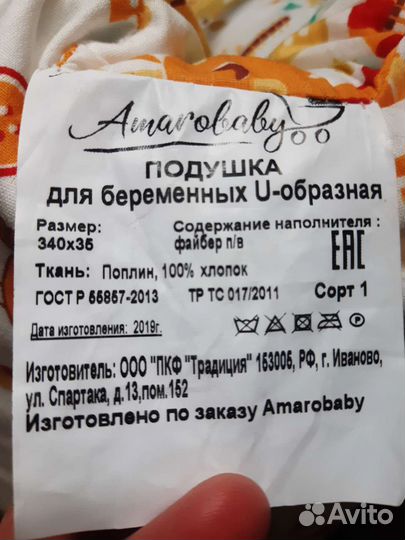 Amarobaby
ПОДУШКА
для беременных U-образная
Размер: Содержание наполнителя :
340х35 файбер п/в
EAC
Ткань: Поплин, 100% хлопок
ГОСТ Р 55857-2013 ТР ТС 017/2011 Сорт 1
Дата изготовления: 2019г.
Изготовитель: ООО "ПКФ "Традиция" 153005, РФ, г. Иваново,
ул. Спартака, д.13,пом.152
Изготовлено по заказу Amarobaby
Avito